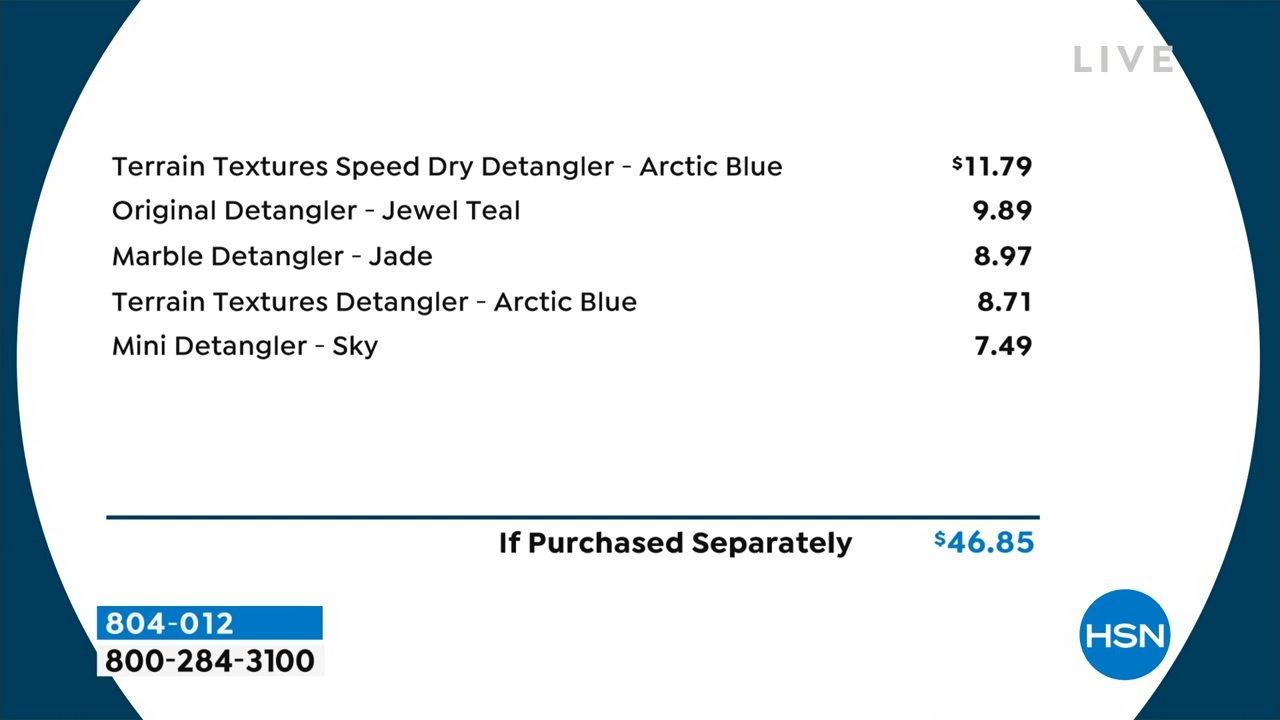 LIVE
Terrain Textures Speed Dry Detangler - Arctic Blue $11.79
Original Detangler - Jewel Teal 9.89
Marble Detangler - Jade 8.97
Terrain Textures Detangler - Arctic Blue 8.71
Mini Detangler - Sky 7.49
If Purchased Separately $46.85
804-012
800-284-3100
HSN